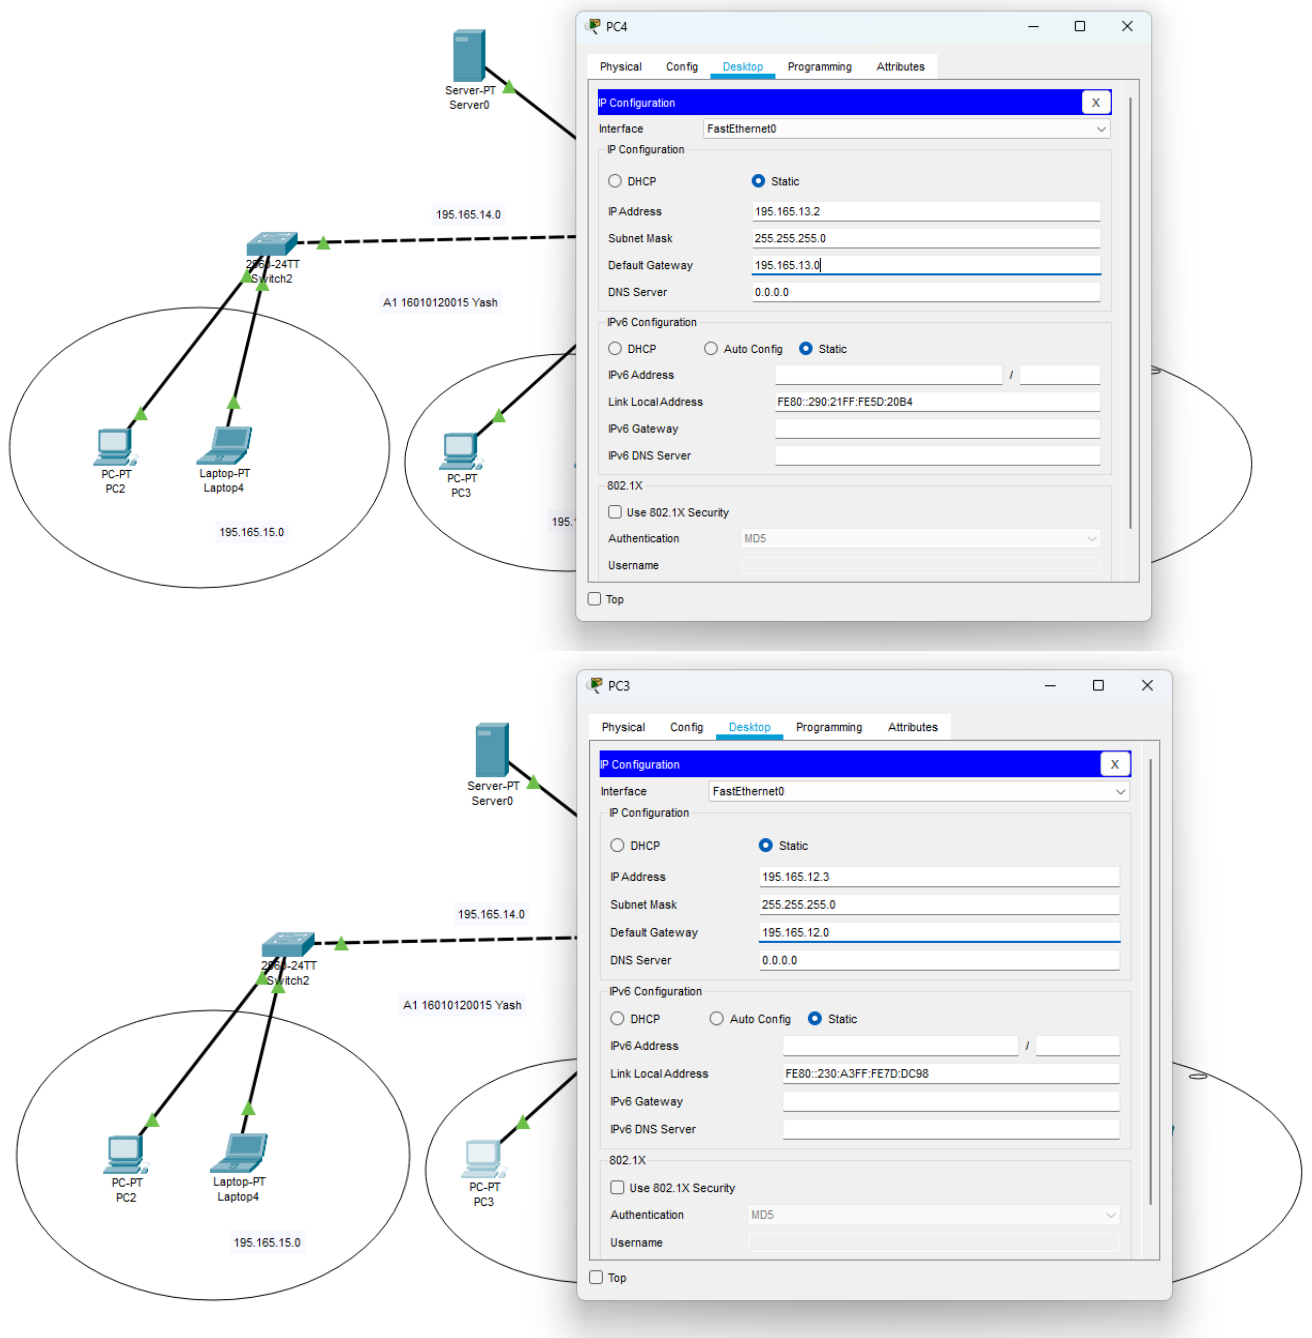 PC4
Physical Config Desktop Programming Attributes
IP Configuration X
Interface FastEthernet0
IP Configuration
DHCP Static
IP Address 195.165.13.2
Subnet Mask 255.255.255.0
Default Gateway 195.165.13.0
DNS Server 0.0.0.0
IPv6 Configuration
DHCP Auto Config Static
IPv6 Address /
Link Local Address FE80::290:21FF:FE5D:20B4
IPv6 Gateway
IPv6 DNS Server
802.1X
Use 802.1X Security
Authentication MD5
Username
Top
Server-PT
Server0
195.165.14.0
2960-24TT
Switch2
A1 16010120015 Yash
PC-PT
PC2
Laptop-PT
Laptop4
195.165.15.0
PC-PT
PC3
195.1
PC3
Physical Config Desktop Programming Attributes
IP Configuration X
Interface FastEthernet0
IP Configuration
DHCP Static
IP Address 195.165.12.3
Subnet Mask 255.255.255.0
Default Gateway 195.165.12.0
DNS Server 0.0.0.0
IPv6 Configuration
DHCP Auto Config Static
IPv6 Address /
Link Local Address FE80::230:A3FF:FE7D:DC98
IPv6 Gateway
IPv6 DNS Server
802.1X
Use 802.1X Security
Authentication MD5
Username
Top
Server-PT
Server0
195.165.14.0
2960-24TT
Switch2
A1 16010120015 Yash
PC-PT
PC2
Laptop-PT
Laptop4
195.165.15.0
PC-PT
PC3